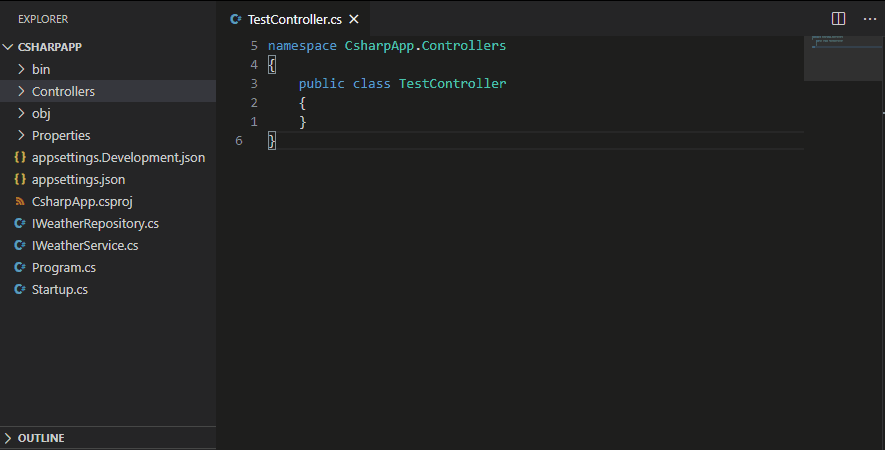 EXPLORER
CSHARPAPP
bin
Controllers
obj
Properties
{} appsettings.Development.json
{} appsettings.json
CsharpApp.csproj
C# IWeatherRepository.cs
C# IWeatherService.cs
C# Program.cs
C# Startup.cs
OUTLINE
C# TestController.cs
5 namespace CsharpApp.Controllers
4 {
3 public class TestController
2 {
1 }
6 }